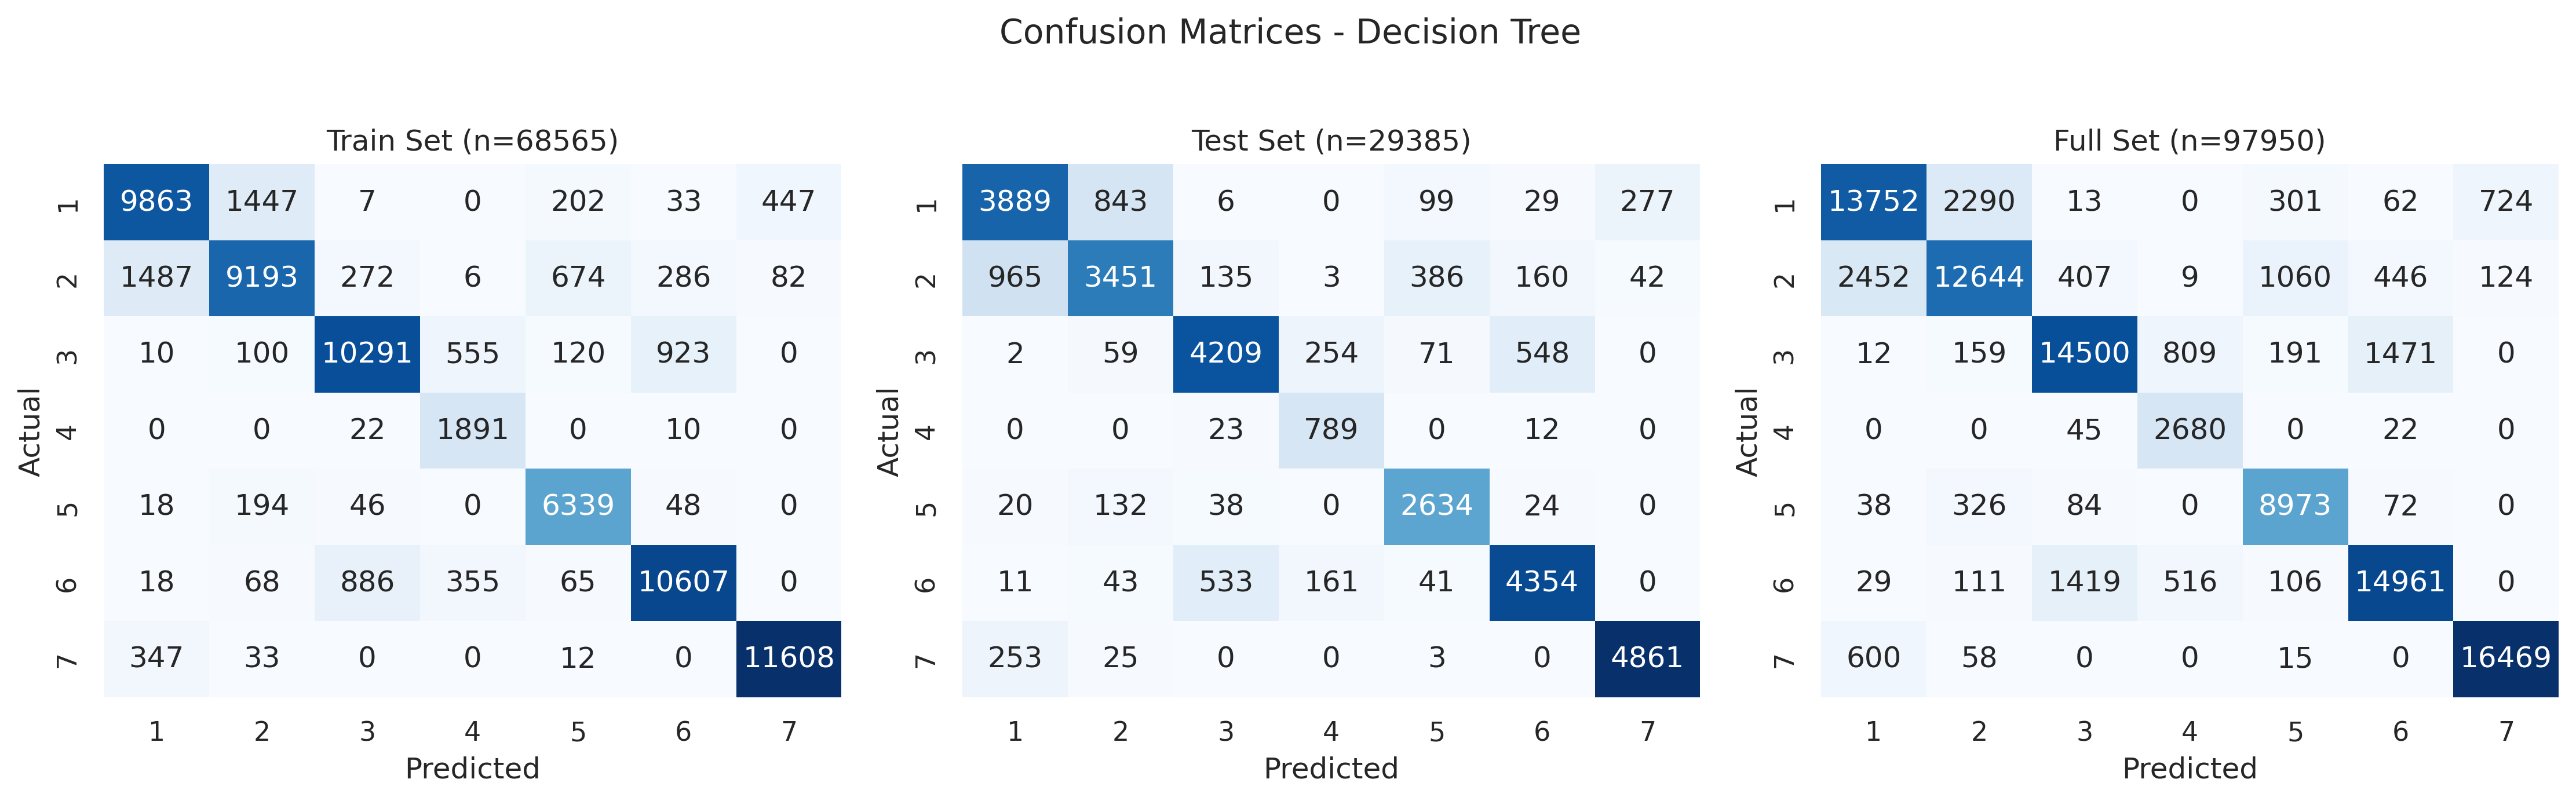 Confusion Matrices - Decision Tree
Train Set (n=68565)
Actual
1 9863 1447 7 0 202 33 447
2 1487 9193 272 6 674 286 82
3 10 100 10291 555 120 923 0
4 0 0 22 1891 0 10 0
5 18 194 46 0 6339 48 0
6 18 68 886 355 65 10607 0
7 347 33 0 0 12 0 11608
1 2 3 4 5 6 7
Predicted
Test Set (n=29385)
Actual
1 3889 843 6 0 99 29 277
2 965 3451 135 3 386 160 42
3 2 59 4209 254 71 548 0
4 0 0 23 789 0 12 0
5 20 132 38 0 2634 24 0
6 11 43 533 161 41 4354 0
7 253 25 0 0 3 0 4861
1 2 3 4 5 6 7
Predicted
Full Set (n=97950)
Actual
1 13752 2290 13 0 301 62 724
2 2452 12644 407 9 1060 446 124
3 12 159 14500 809 191 1471 0
4 0 0 45 2680 0 22 0
5 38 326 84 0 8973 72 0
6 29 111 1419 516 106 14961 0
7 600 58 0 0 15 0 16469
1 2 3 4 5 6 7
Predicted